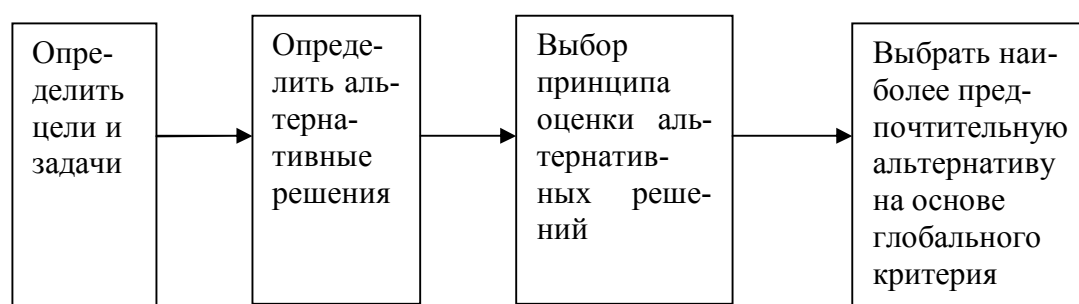 Опре-
делить
цели и
задачи
Опреде-
лить аль-
терна-
тивные
решения
Выбор
принципа
оценки аль-
тернатив-
ных реше-
ний
Выбрать наи-
более пред-
почтительную
альтернативу
на основе
глобального
критерия